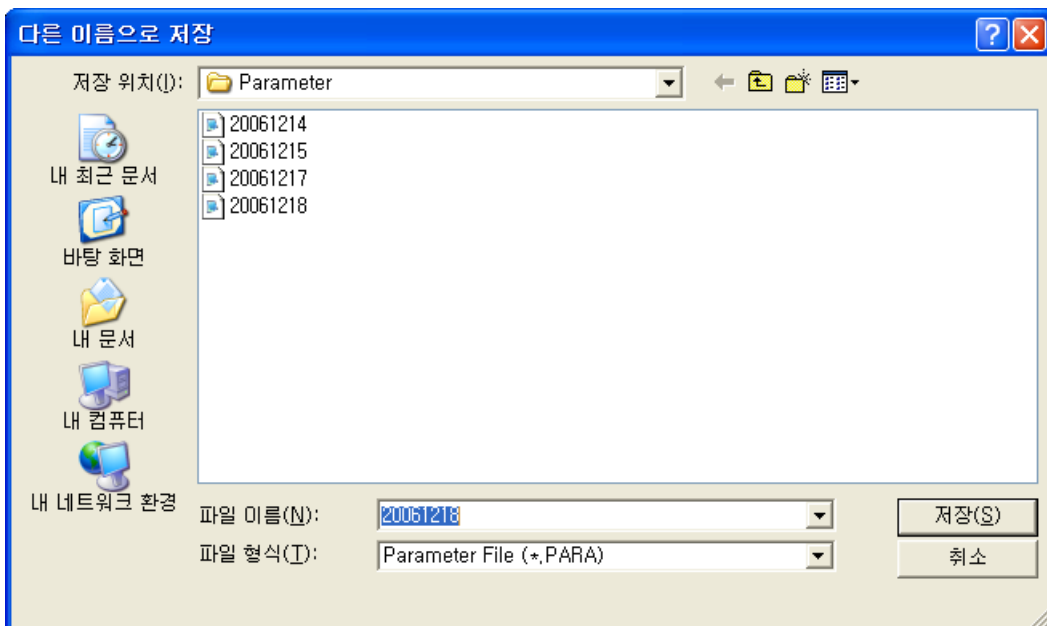 다른 이름으로 저장
저장 위치(I): Parameter
20061214
20061215
20061217
20061218
내 최근 문서
바탕 화면
내 문서
내 컴퓨터
내 네트워크 환경
파일 이름(N): 20061218 저장(S)
파일 형식(T): Parameter File (*.PARA) 취소